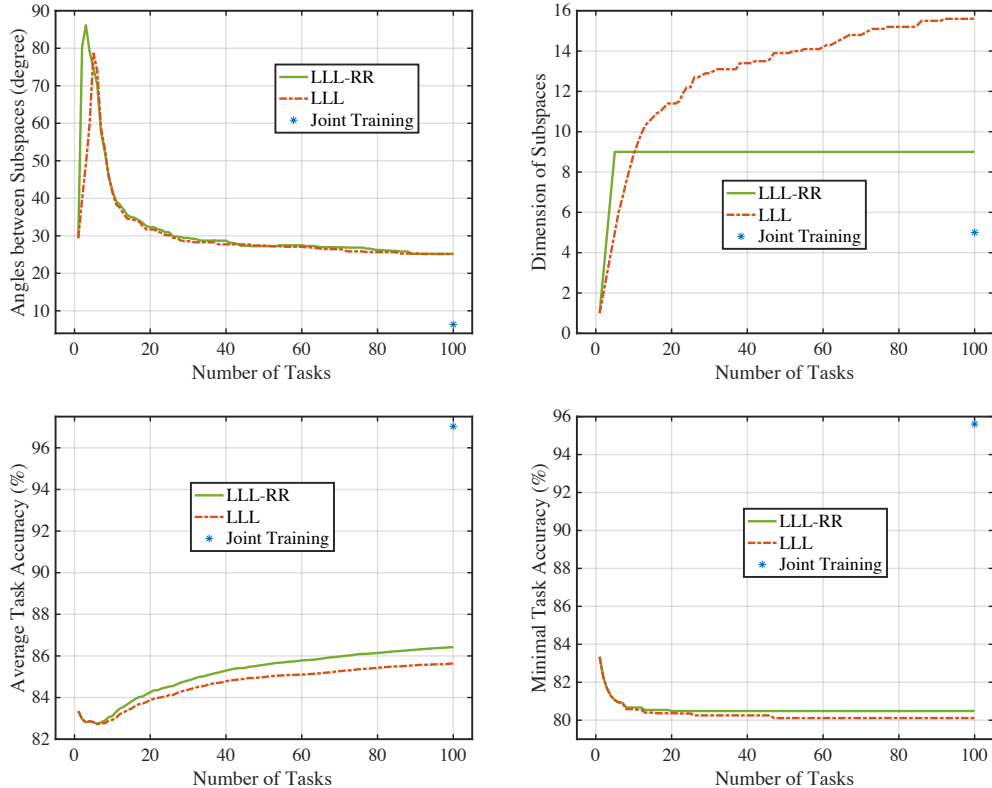 90
80
70
60
50
40
30
20
10
0
20
40
60
80
100
Angles between Subspaces (degree)
Number of Tasks
LLL-RR
LLL
Joint Training
16
14
12
10
8
6
4
2
0
0
20
40
60
80
100
Dimension of Subspaces
Number of Tasks
LLL-RR
LLL
Joint Training
96
94
92
90
88
86
84
82
0
20
40
60
80
100
Average Task Accuracy (%)
Number of Tasks
LLL-RR
LLL
Joint Training
96
94
92
90
88
86
84
82
80
0
20
40
60
80
100
Minimal Task Accuracy (%)
Number of Tasks
LLL-RR
LLL
Joint Training